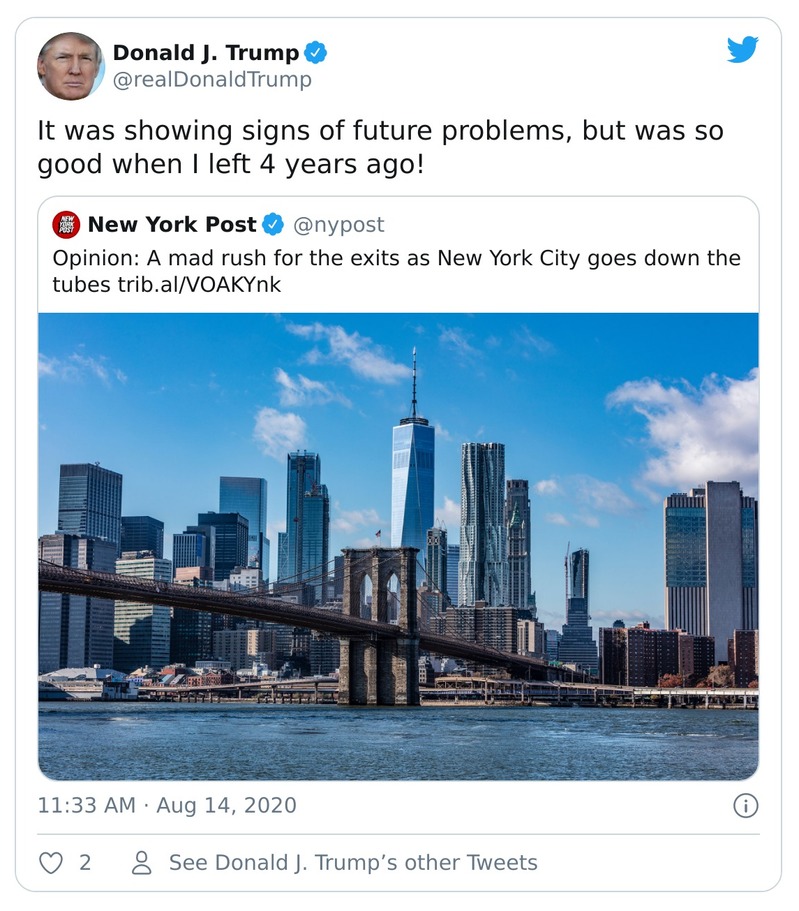 Donald J. Trump
@realDonaldTrump
It was showing signs of future problems, but was so
good when I left 4 years ago!
NEW
YORK
POST
New York Post @nypost
Opinion: A mad rush for the exits as New York City goes down the
tubes trib.al/VOAKYnk
11:33 AM · Aug 14, 2020
2 See Donald J. Trump’s other Tweets